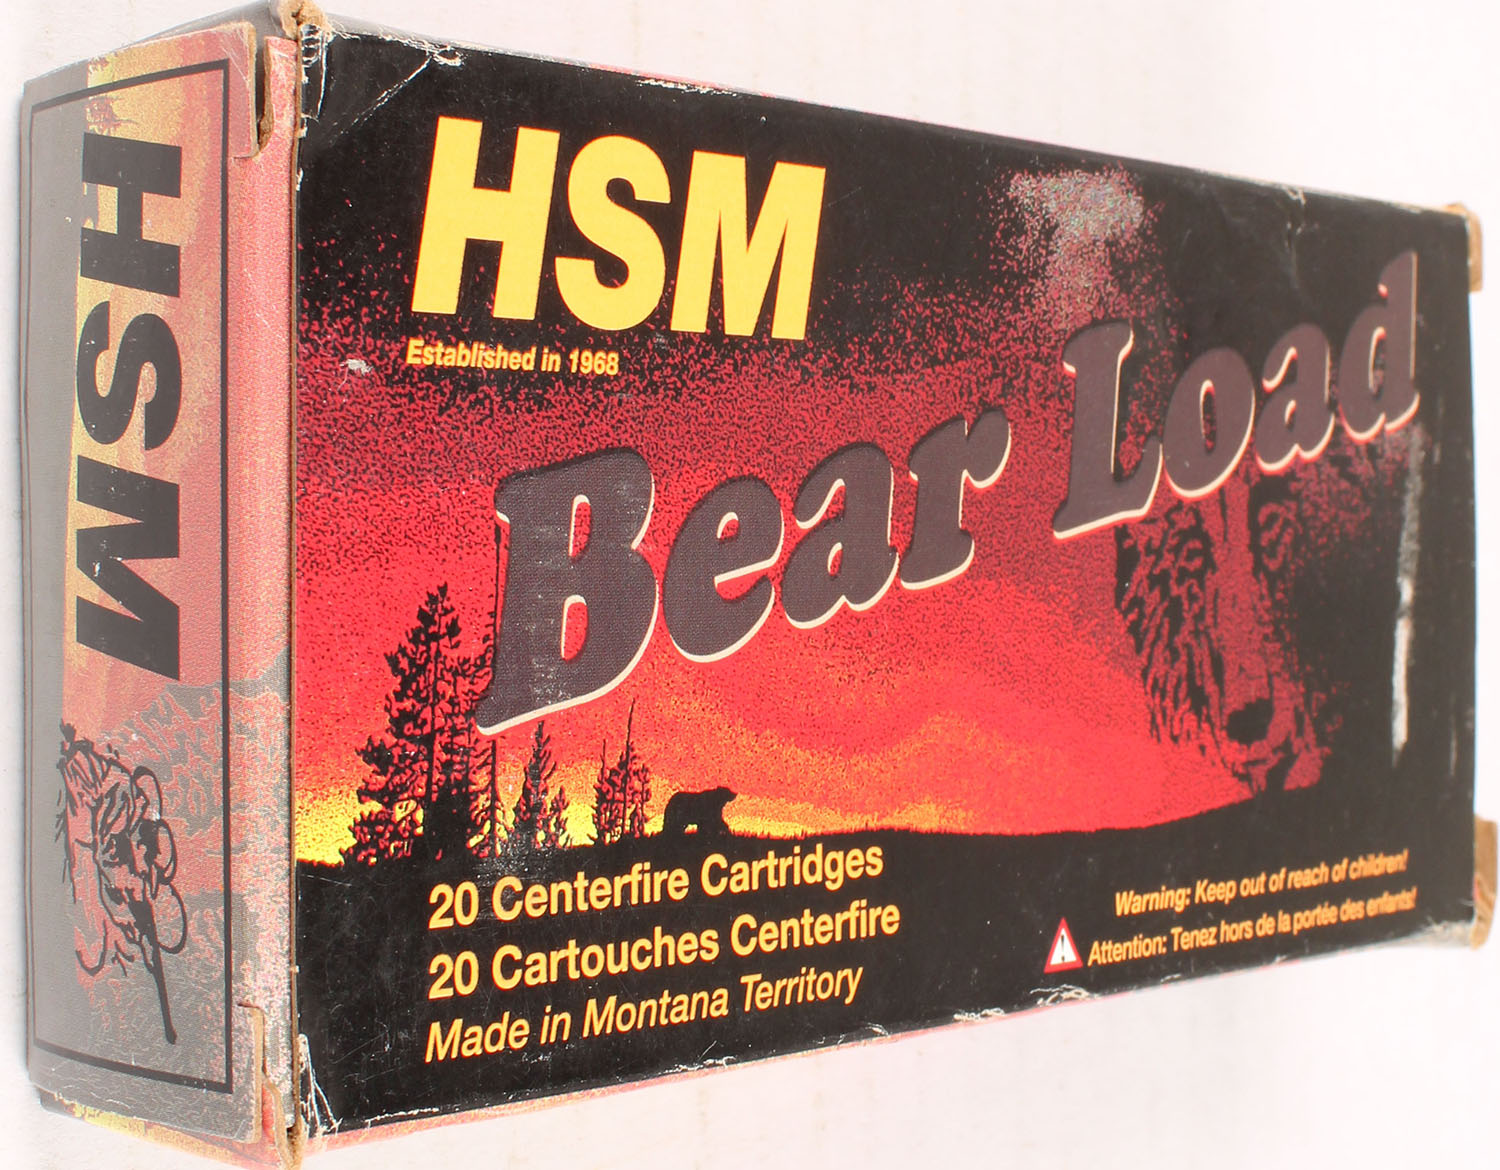 HSM
HSM
Established in 1968
Bear Load
20 Centerfire Cartridges
20 Cartouches Centerfire
Made in Montana Territory
Warning: Keep out of reach of children!
Attention: Tenez hors de la portée des enfants!